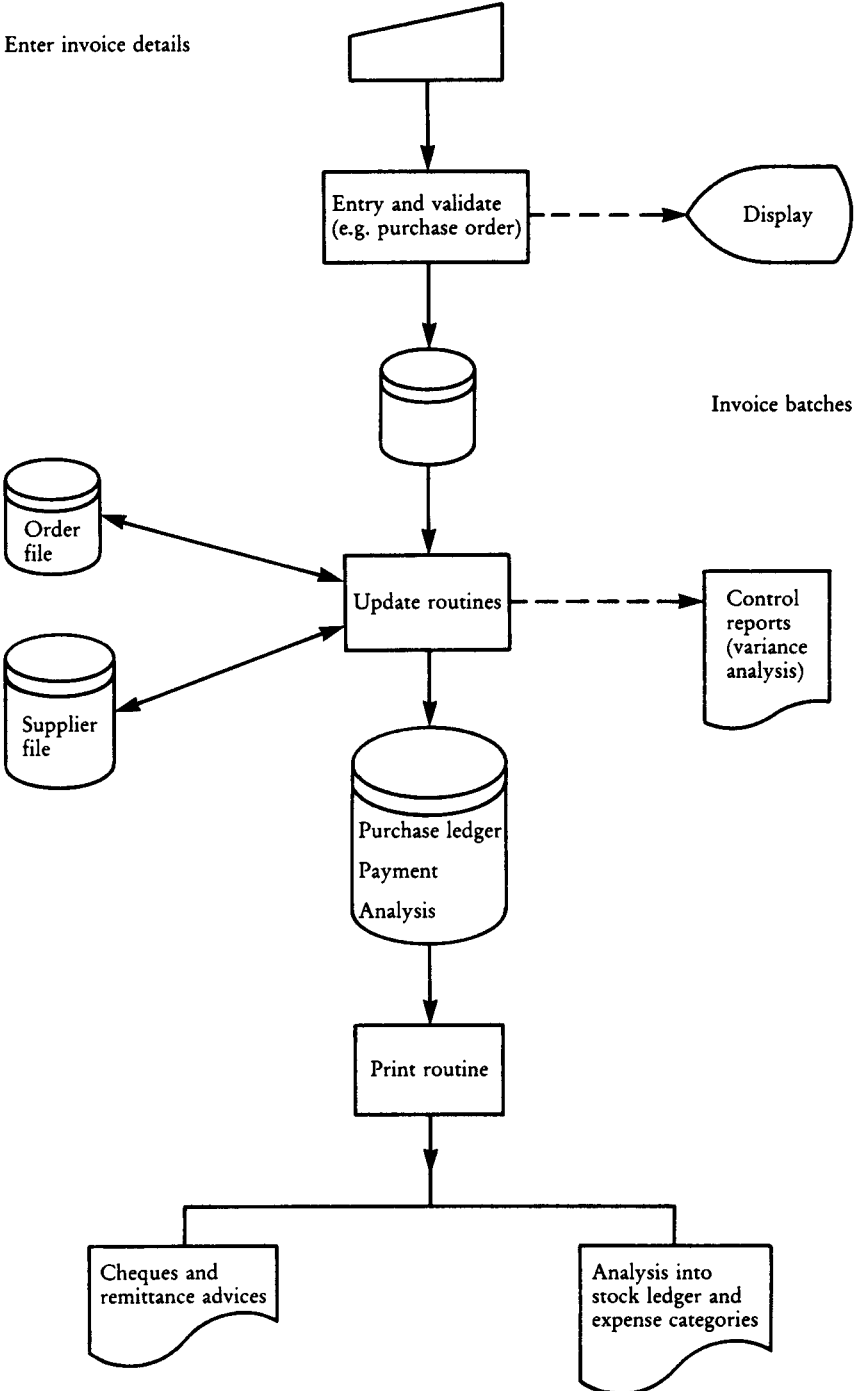 Enter invoice details
Entry and validate
(e.g. purchase order)
Display
Invoice batches
Order
file
Update routines
Control
reports
(variance
analysis)
Supplier
file
Purchase ledger
Payment
Analysis
Print routine
Cheques and
remittance advices
Analysis into
stock ledger and
expense categories